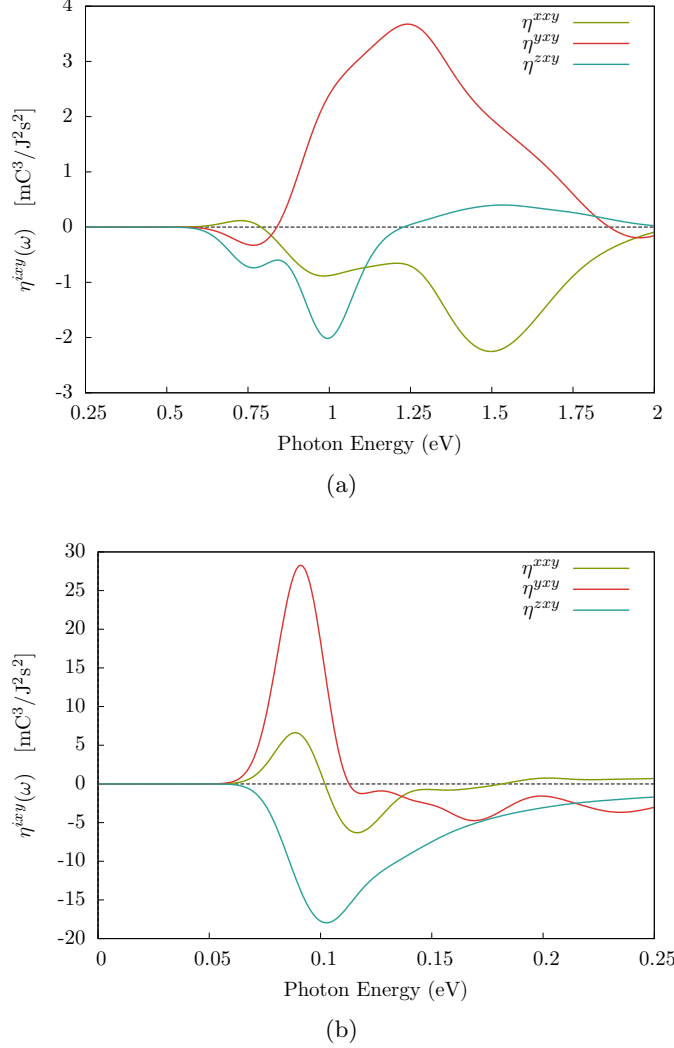 4
3
2
1
0
-1
-2
-3
η^{ixy}(ω) [mC³/J²s²]
η^{xxy}
η^{yxy}
η^{zxy}
0.25 0.5 0.75 1 1.25 1.5 1.75 2
Photon Energy (eV)
(a)
30
25
20
15
10
5
0
-5
-10
-15
-20
η^{ixy}(ω) [mC³/J²s²]
η^{xxy}
η^{yxy}
η^{zxy}
0 0.05 0.1 0.15 0.2 0.25
Photon Energy (eV)
(b)